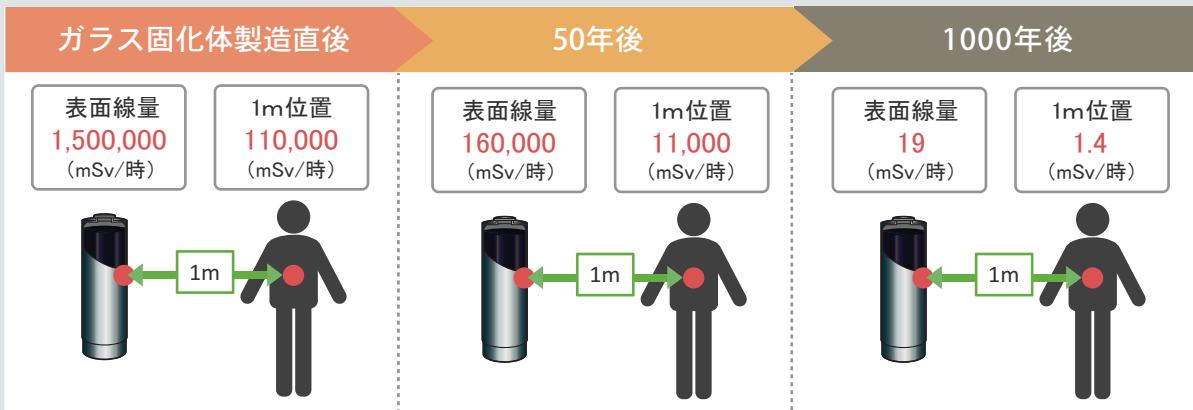 ガラス固化体製造直後
表面線量
1,500,000
(mSv/時)
1m位置
110,000
(mSv/時)
1m
50年後
表面線量
160,000
(mSv/時)
1m位置
11,000
(mSv/時)
1m
1000年後
表面線量
19
(mSv/時)
1m位置
1.4
(mSv/時)
1m